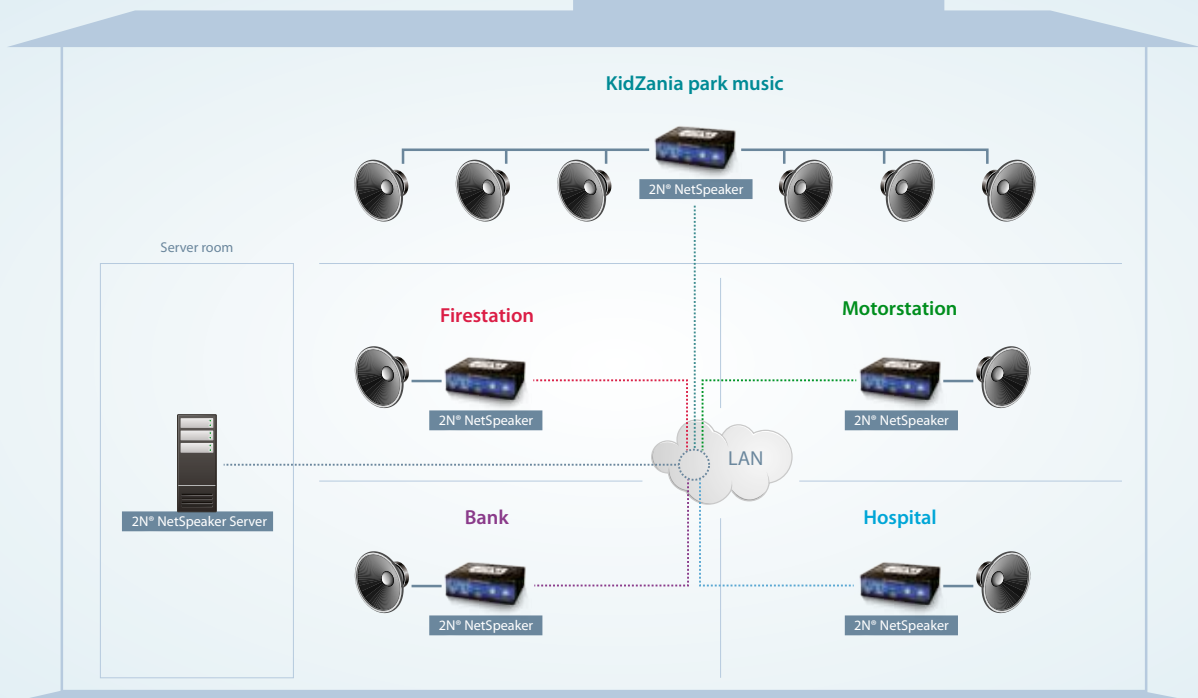 KidZania park music
2N® NetSpeaker
Server room
Firestation
Motorstation
2N® NetSpeaker
2N® NetSpeaker
LAN
2N® NetSpeaker Server
Bank
Hospital
2N® NetSpeaker
2N® NetSpeaker